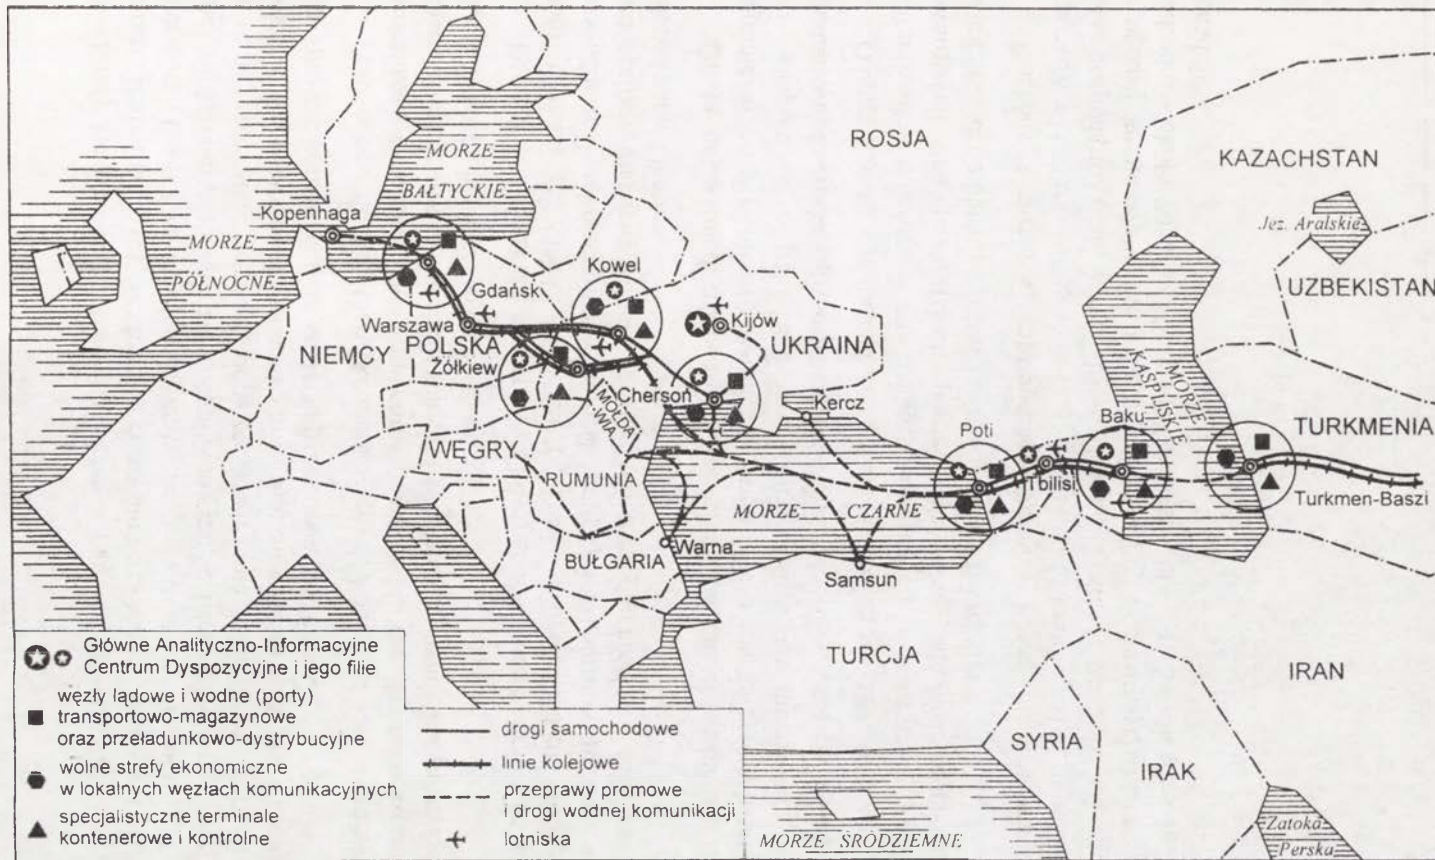 ROSJA
KAZACHSTAN
MORZE
BAŁTYCKIE
Kopenhaga
Jez. Aralskie
MORZE
PÓŁNOCNE
Kowel
Gdańsk
UZBEKISTAN
Warszawa
POLSKA
Kijów
UKRAINA
NIEMCY
Żółkiew
MORZE
KASPIJSKIE
Cherson
MOŁDA-
WIA
Kercz
Baku
TURKMENIA
WĘGRY
Poti
Tbilisi
RUMUNIA
Turkmen-Baszi
MORZE CZARNE
Warna
BUŁGARIA
Samsun
TURCJA
IRAN
SYRIA
IRAK
MORZE ŚRÓDZIEMNE
Zatoka
Perska
Główne Analityczno-Informacyjne
Centrum Dyspozycyjne i jego filie
węzły lądowe i wodne (porty)
transportowo-magazynowe
oraz przeładunkowo-dystrybucyjne
wolne strefy ekonomiczne
w lokalnych węzłach komunikacyjnych
specjalistyczne terminale
kontenerowe i kontrolne
drogi samochodowe
linie kolejowe
przeprawy promowe
i drogi wodnej komunikacji
lotniska